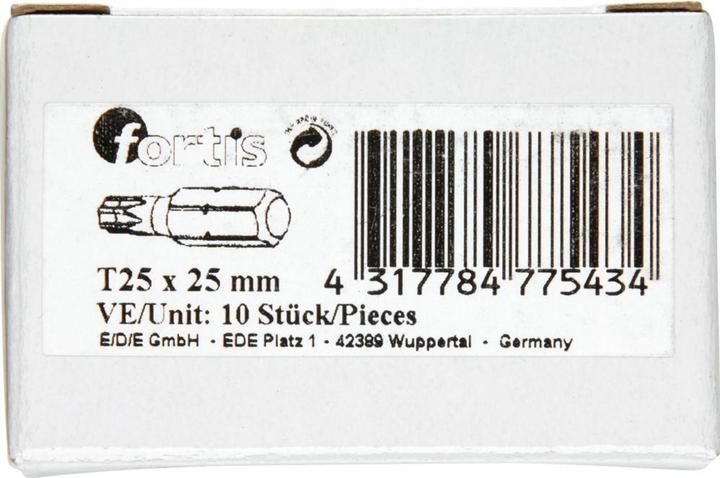 fortis
T25 x 25 mm
VE/Unit: 10 Stück/Pieces
E/D/E GmbH - EDE Platz 1 - 42389 Wuppertal - Germany
4 317784 775434